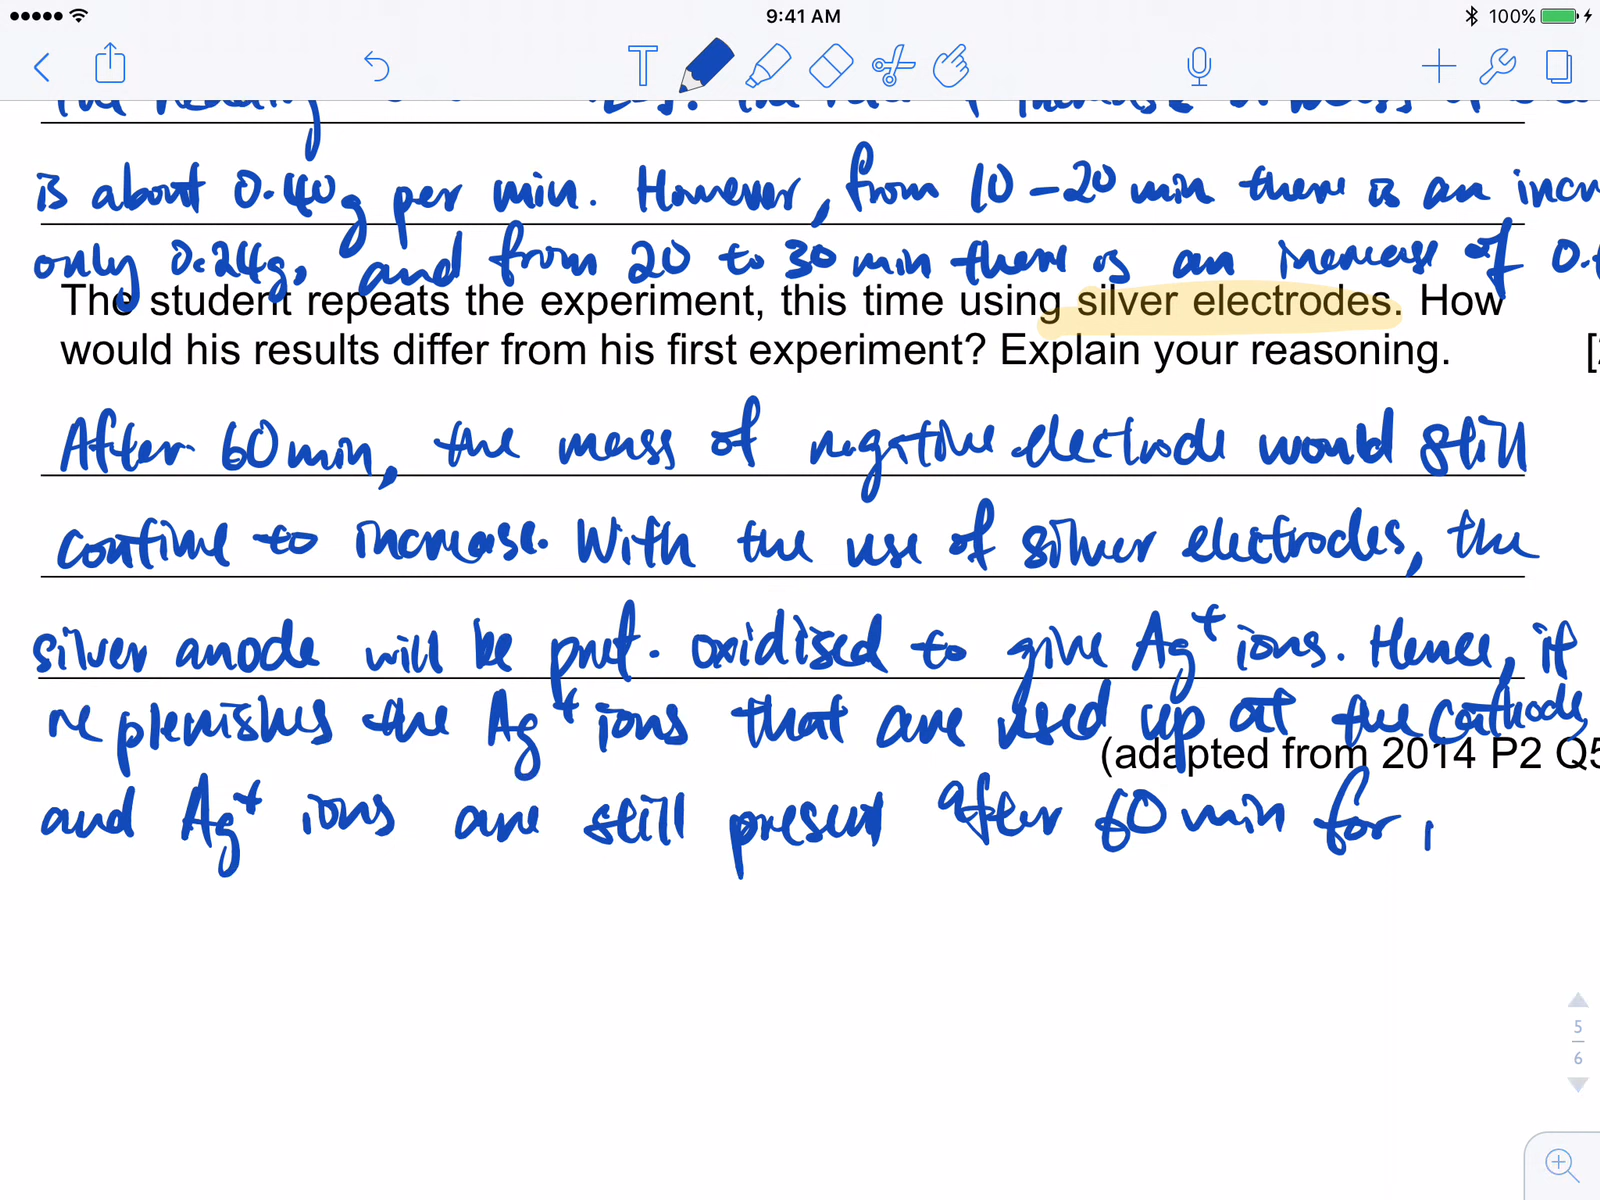 9:41 AM
100%
T
is about 0.40g per min. However, from 10-20 min there is an incr
only 0.24g, and from 20 to 30 min there is an increase of 0.
The student repeats the experiment, this time using silver electrodes. How
would his results differ from his first experiment? Explain your reasoning. [2
After 60 min, the mass of negative electrode would still
continue to increase. With the use of silver electrodes, the
silver anode will be pref. oxidised to give Ag⁺ ions. Hence, it
replenishes the Ag⁺ ions that are used up at the cathode,
(adapted from 2014 P2 Q5
and Ag⁺ ions are still present after 60 min for
5
6